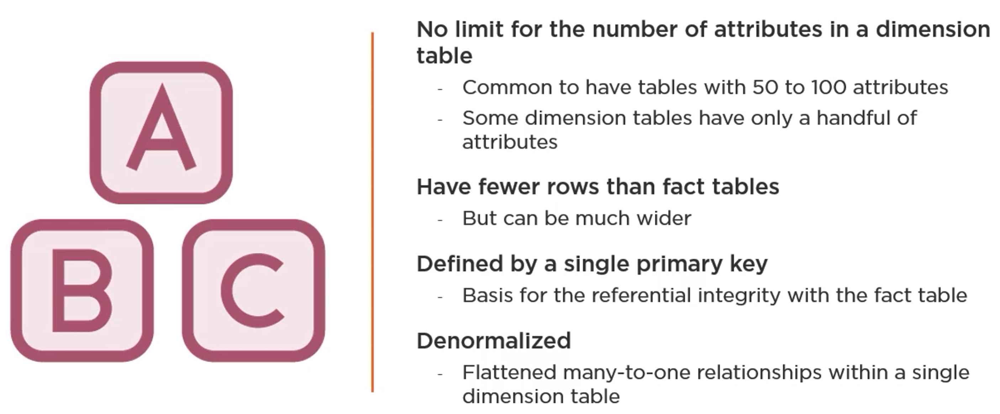 A
B
C
No limit for the number of attributes in a dimension
table
- Common to have tables with 50 to 100 attributes
- Some dimension tables have only a handful of
attributes
Have fewer rows than fact tables
- But can be much wider
Defined by a single primary key
- Basis for the referential integrity with the fact table
Denormalized
- Flattened many-to-one relationships within a single
dimension table